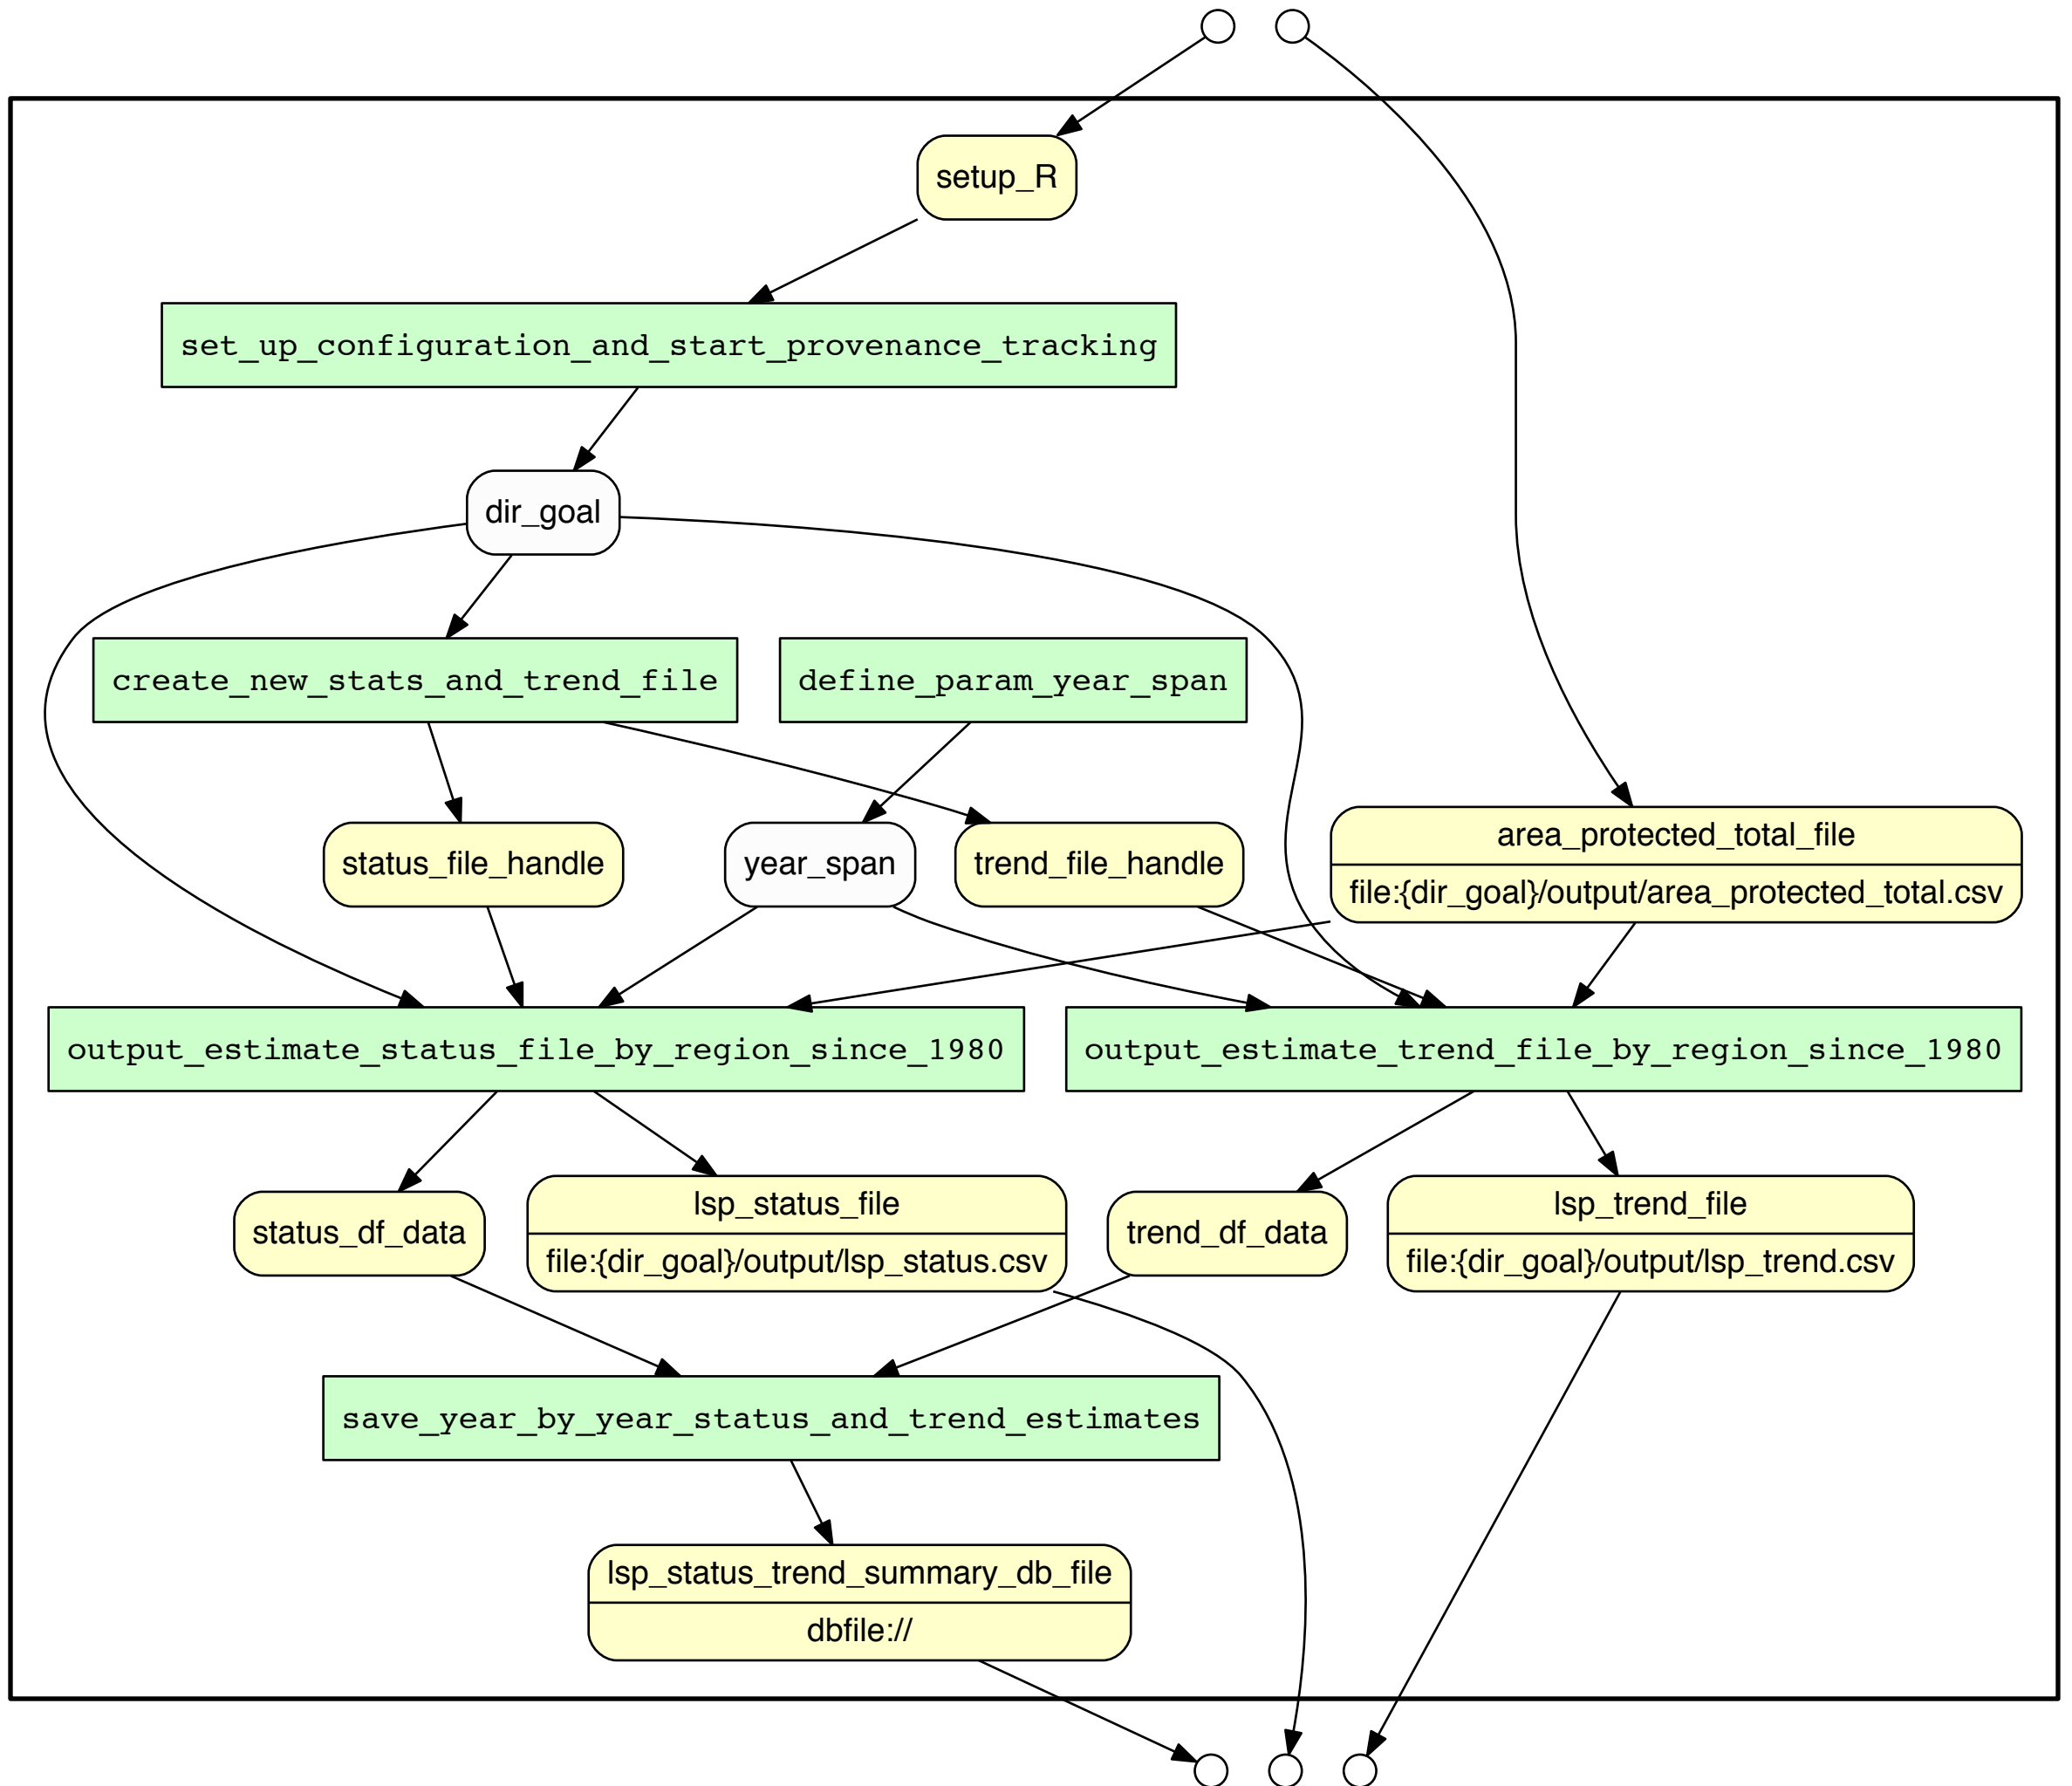 setup_R
set_up_configuration_and_start_provenance_tracking
dir_goal
create_new_stats_and_trend_file
define_param_year_span
status_file_handle
year_span
trend_file_handle
area_protected_total_file
file:{dir_goal}/output/area_protected_total.csv
output_estimate_status_file_by_region_since_1980
output_estimate_trend_file_by_region_since_1980
status_df_data
lsp_status_file
file:{dir_goal}/output/lsp_status.csv
trend_df_data
lsp_trend_file
file:{dir_goal}/output/lsp_trend.csv
save_year_by_year_status_and_trend_estimates
lsp_status_trend_summary_db_file
dbfile://